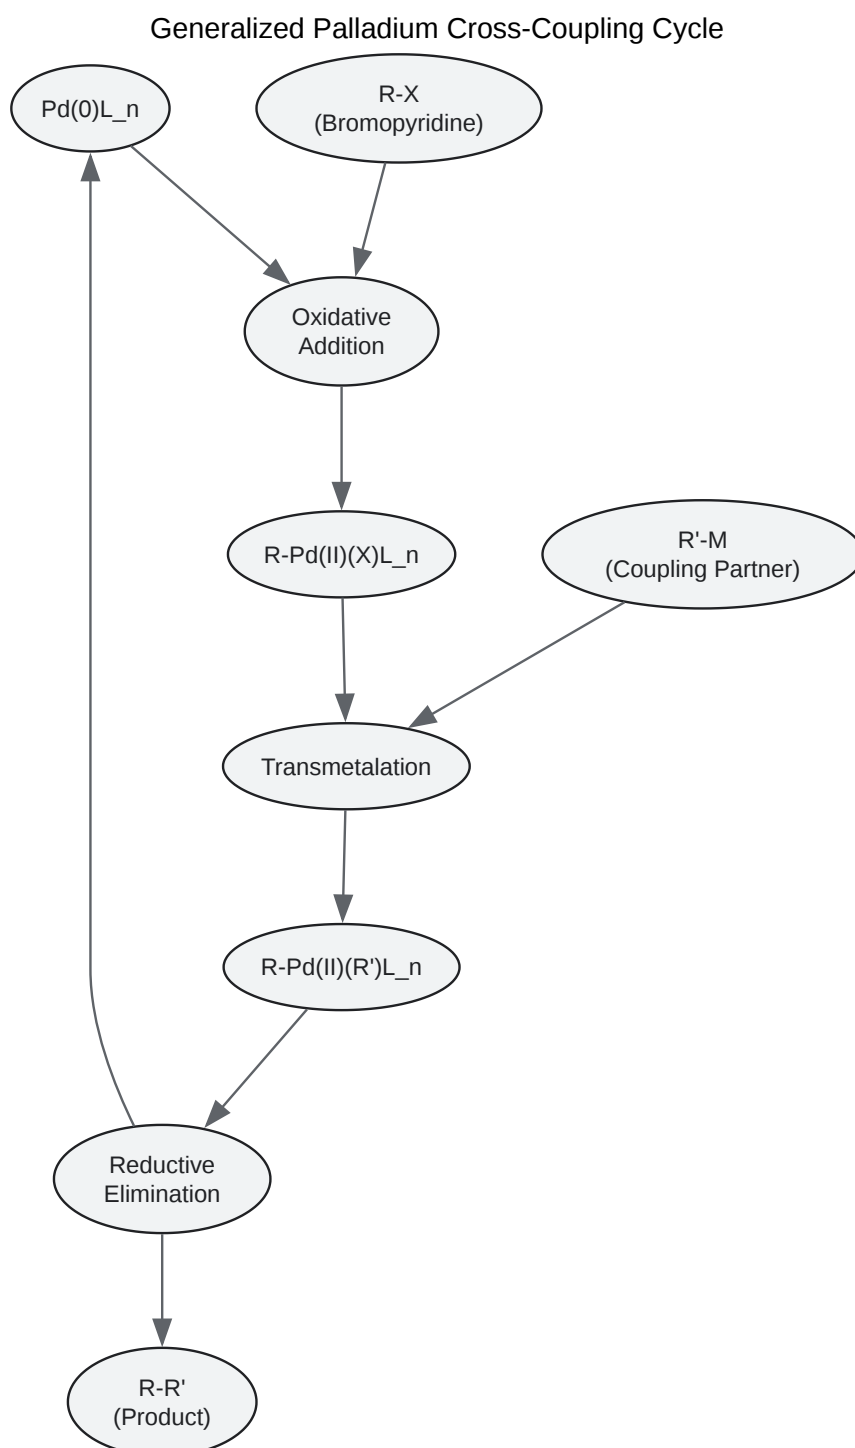 Generalized Palladium Cross-Coupling Cycle
Pd(0)L_n
R-X
(Bromopyridine)
Oxidative
Addition
R-Pd(II)(X)L_n
R'-M
(Coupling Partner)
Transmetalation
R-Pd(II)(R')L_n
Reductive
Elimination
R-R'
(Product)